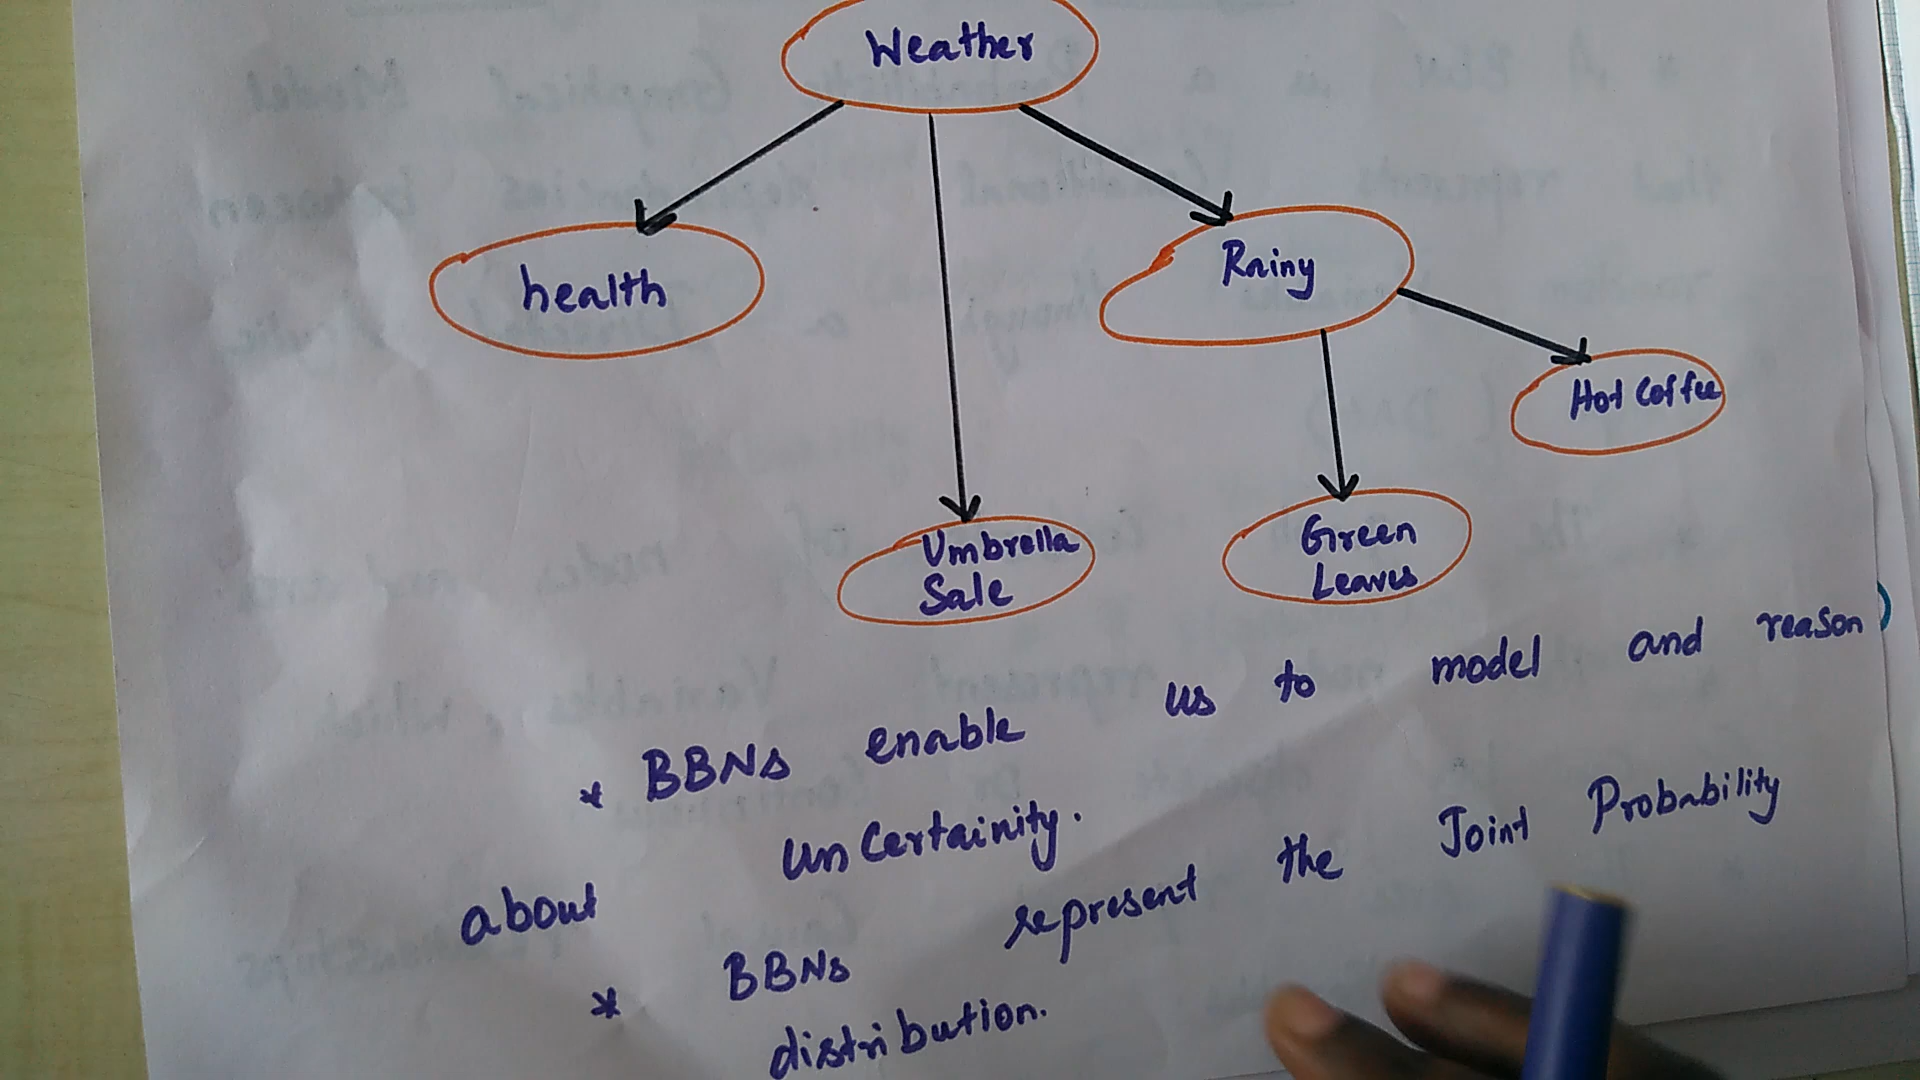 Weather
health
Rainy
Hot Coffee
Umbrella
Sale
Green
Leaves
* BBNs enable us to model and reason
about uncertainity.
* BBNs represent the Joint Probability
distribution.